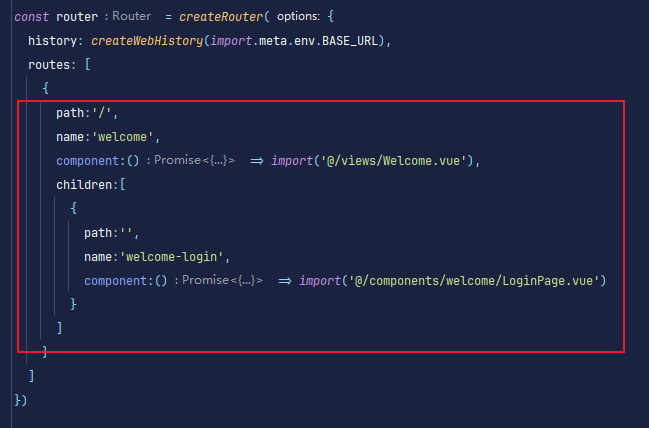 const router : Router = createRouter( options: {
history: createWebHistory(import.meta.env.BASE_URL),
routes: [
{
path:'/',
name:'welcome',
component:() : Promise<{...}> => import('@/views/Welcome.vue'),
children:[
{
path:'',
name:'welcome-login',
component:() : Promise<{...}> => import('@/components/welcome/LoginPage.vue')
}
]
}
]
})